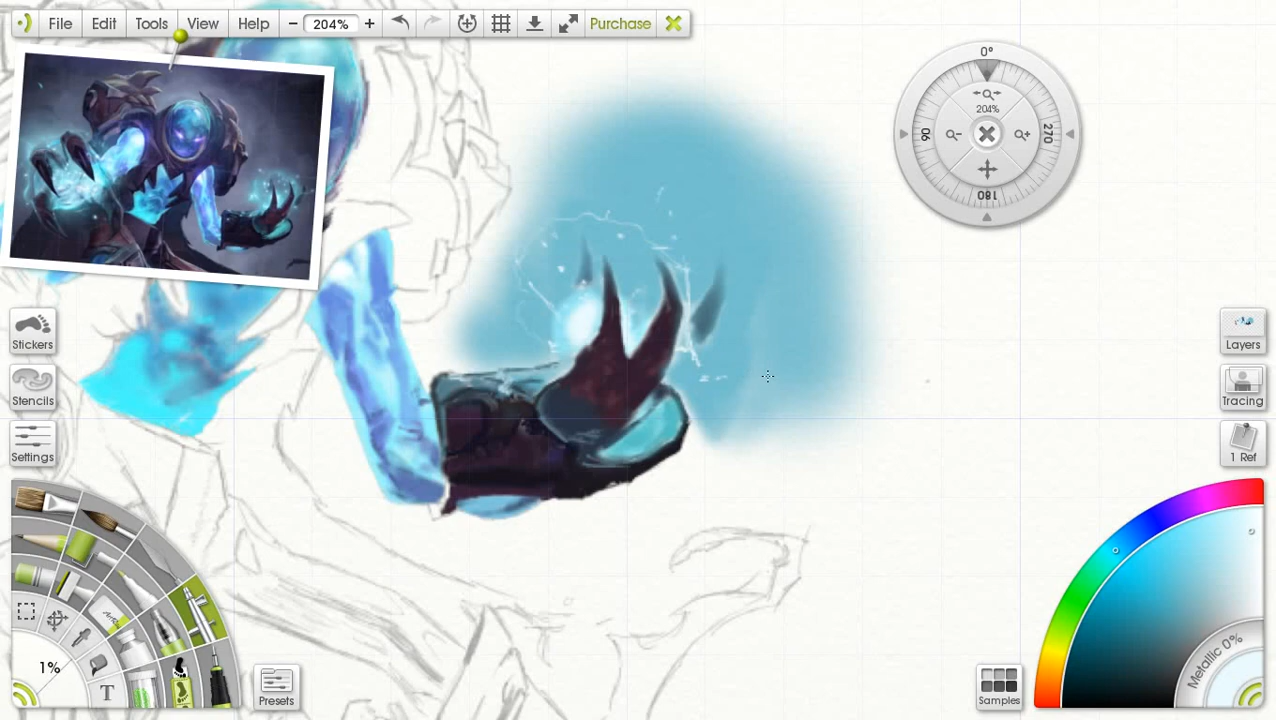 File Edit Tools View Help − 204% + Purchase
0°
204%
90
270
180
Stickers
Layers
Stencils
Tracing
Settings
1 Ref
Metallic 0%
1%
T
Presets
Samples